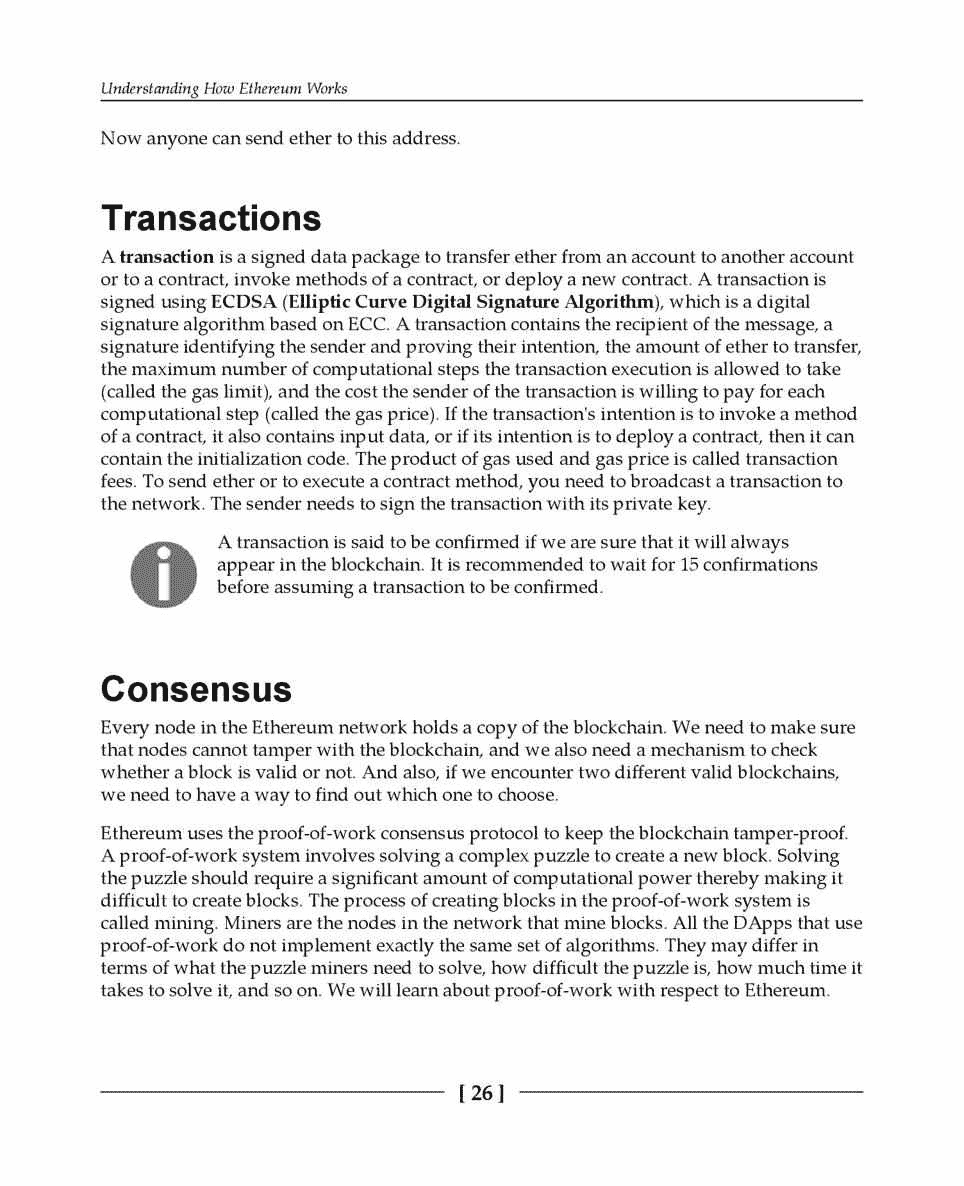 Understanding How Ethereum Works
Now anyone can send ether to this address.
Transactions
A transaction is a signed data package to transfer ether from an account to another account
or to a contract, invoke methods of a contract, or deploy a new contract. A transaction is
signed using ECDSA (Elliptic Curve Digital Signature Algorithm), which is a digital
signature algorithm based on ECC. A transaction contains the recipient of the message, a
signature identifying the sender and proving their intention, the amount of ether to transfer,
the maximum number of computational steps the transaction execution is allowed to take
(called the gas limit), and the cost the sender of the transaction is willing to pay for each
computational step (called the gas price). If the transaction's intention is to invoke a method
of a contract, it also contains input data, or if its intention is to deploy a contract, then it can
contain the initialization code. The product of gas used and gas price is called transaction
fees. To send ether or to execute a contract method, you need to broadcast a transaction to
the network. The sender needs to sign the transaction with its private key.
A transaction is said to be confirmed if we are sure that it will always
appear in the blockchain. It is recommended to wait for 15 confirmations
before assuming a transaction to be confirmed.
Consensus
Every node in the Ethereum network holds a copy of the blockchain. We need to make sure
that nodes cannot tamper with the blockchain, and we also need a mechanism to check
whether a block is valid or not. And also, if we encounter two different valid blockchains,
we need to have a way to find out which one to choose.
Ethereum uses the proof-of-work consensus protocol to keep the blockchain tamper-proof.
A proof-of-work system involves solving a complex puzzle to create a new block. Solving
the puzzle should require a significant amount of computational power thereby making it
difficult to create blocks. The process of creating blocks in the proof-of-work system is
called mining. Miners are the nodes in the network that mine blocks. All the DApps that use
proof-of-work do not implement exactly the same set of algorithms. They may differ in
terms of what the puzzle miners need to solve, how difficult the puzzle is, how much time it
takes to solve it, and so on. We will learn about proof-of-work with respect to Ethereum.
[ 26 ]